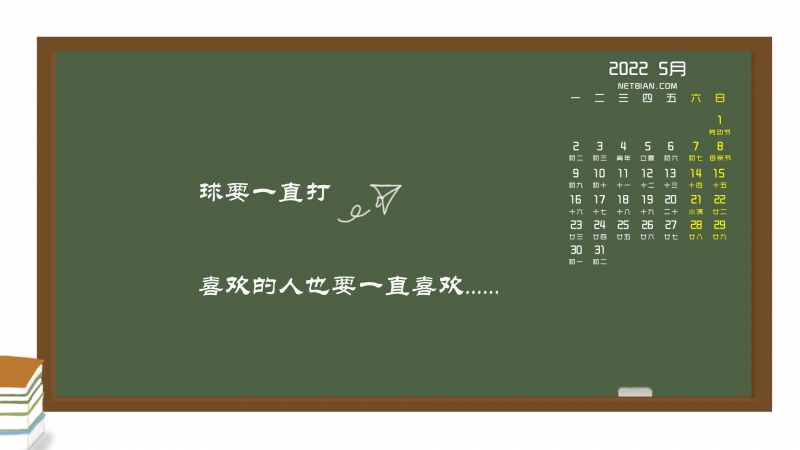 2022 5月
NETBIAN.COM
一 二 三 四 五 六 日
1
劳动节
2 3 4 5 6 7 8
初二 初三 青年 立夏 初六 初七 母亲节
9 10 11 12 13 14 15
初九 初十 十一 十二 十三 十四 十五
16 17 18 19 20 21 22
十六 十七 十八 十九 二十 小满 廿二
23 24 25 26 27 28 29
廿三 廿四 廿五 廿六 廿七 廿八 廿九
30 31
初一 初二
球要一直打
喜欢的人也要一直喜欢......